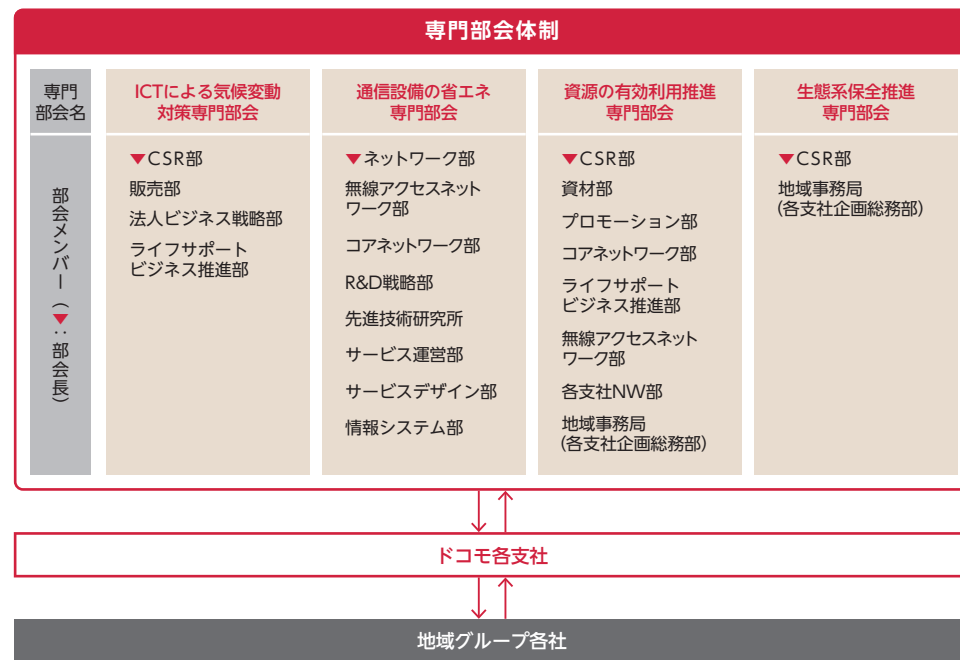 専門部会体制
専門
部会名
ICTによる気候変動
対策専門部会
通信設備の省エネ
専門部会
資源の有効利用推進
専門部会
生態系保全推進
専門部会
部会メンバー（▼：部会長）
▼CSR部
販売部
法人ビジネス戦略部
ライフサポート
ビジネス推進部
▼ネットワーク部
無線アクセスネット
ワーク部
コアネットワーク部
R&D戦略部
先進技術研究所
サービス運営部
サービスデザイン部
情報システム部
▼CSR部
資材部
プロモーション部
コアネットワーク部
ライフサポート
ビジネス推進部
無線アクセスネット
ワーク部
各支社NW部
地域事務局
(各支社企画総務部)
▼CSR部
地域事務局
(各支社企画総務部)
ドコモ各支社
地域グループ各社